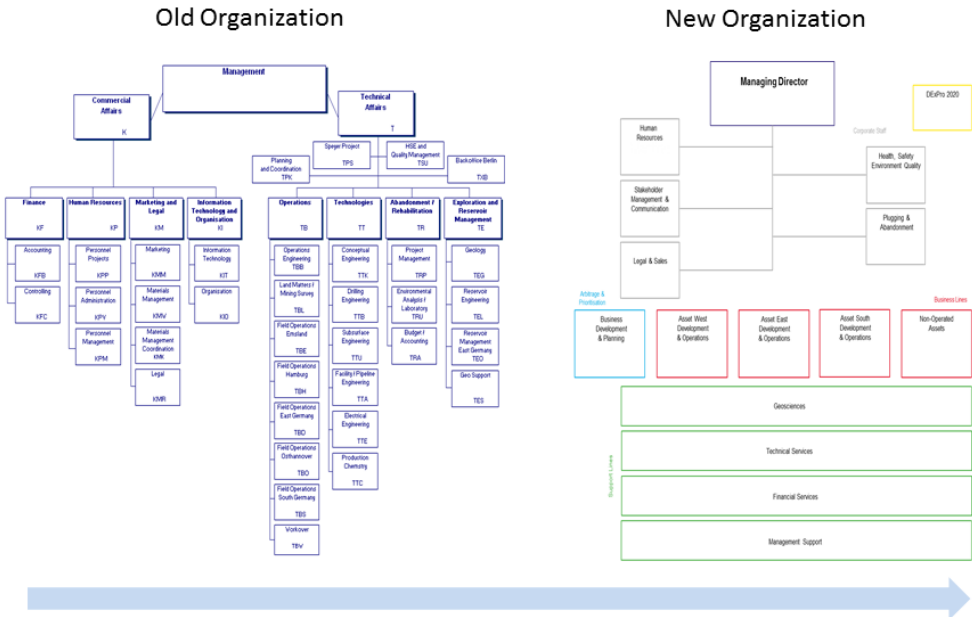 Old Organization
New Organization
Management
Commercial
Affairs
K
Technical
Affairs
T
Planning
and Coordination
TPK
Speyer Project
TPS
HSE and
Quality Management
TSU
Backoffice Berlin
TXB
Finance
KF
Human Resources
KP
Marketing and
Legal
KM
Information
Technology and
Organization
KI
Operations
TB
Technologies
TT
Abandonment /
Rehabilitation
TR
Exploration and
Reservoir
Management
TE
Accounting
KFB
Controlling
KFC
Personnel
Projects
KPP
Personnel
Administration
KPV
Personnel
Management
KPM
Marketing
KMM
Materials
Management
KMV
Materials
Management
Coordination
KMK
Legal
KMR
Information
Technology
KIT
Organisation
KIO
Operations
Engineering
TBB
Land Matters /
Mining Survey
TBL
Field Operations
Emsland
TBE
Field Operations
Hamburg
TBH
Field Operations
East Germany
TBO
Field Operations
Osthannover
TBO
Field Operations
South Germany
TBS
Workover
TBW
Conceptual
Engineering
TTK
Drilling
Engineering
TTB
Subsurface
Engineering
TTU
Facility / Pipeline
Engineering
TTA
Electrical
Engineering
TTE
Production
Chemistry
TTC
Project
Management
TRP
Environmental
Analysis /
Laboratory
TRU
Budget /
Accounting
TRA
Geology
TEG
Reservoir
Engineering
TEL
Reservoir
Management
East Germany
TEO
Geo Support
TES
Managing Director
DExPro 2020
Corporate Staff
Human
Resources
Stakeholder
Management &
Communication
Legal & Sales
Health, Safety
Environment Quality
Plugging &
Abandonment
Arbitrage &
Prioritisation
Business Lines
Business
Development
& Planning
Asset West
Development
& Operations
Asset East
Development
& Operations
Asset South
Development
& Operations
Non-Operated
Assets
Support Lines
Geosciences
Technical Services
Financial Services
Management Support